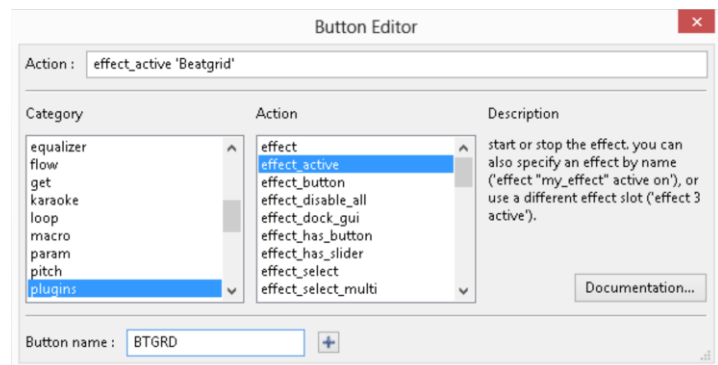 Button Editor
Action : effect_active 'Beatgrid'
Category
equalizer
flow
get
karaoke
loop
macro
param
pitch
plugins
Action
effect
effect_active
effect_button
effect_disable_all
effect_dock_gui
effect_has_button
effect_has_slider
effect_select
effect_select_multi
Description
start or stop the effect. you can
also specify an effect by name
('effect "my_effect" active on'), or
use a different effect slot ('effect 3
active').
Documentation...
Button name : BTGRD